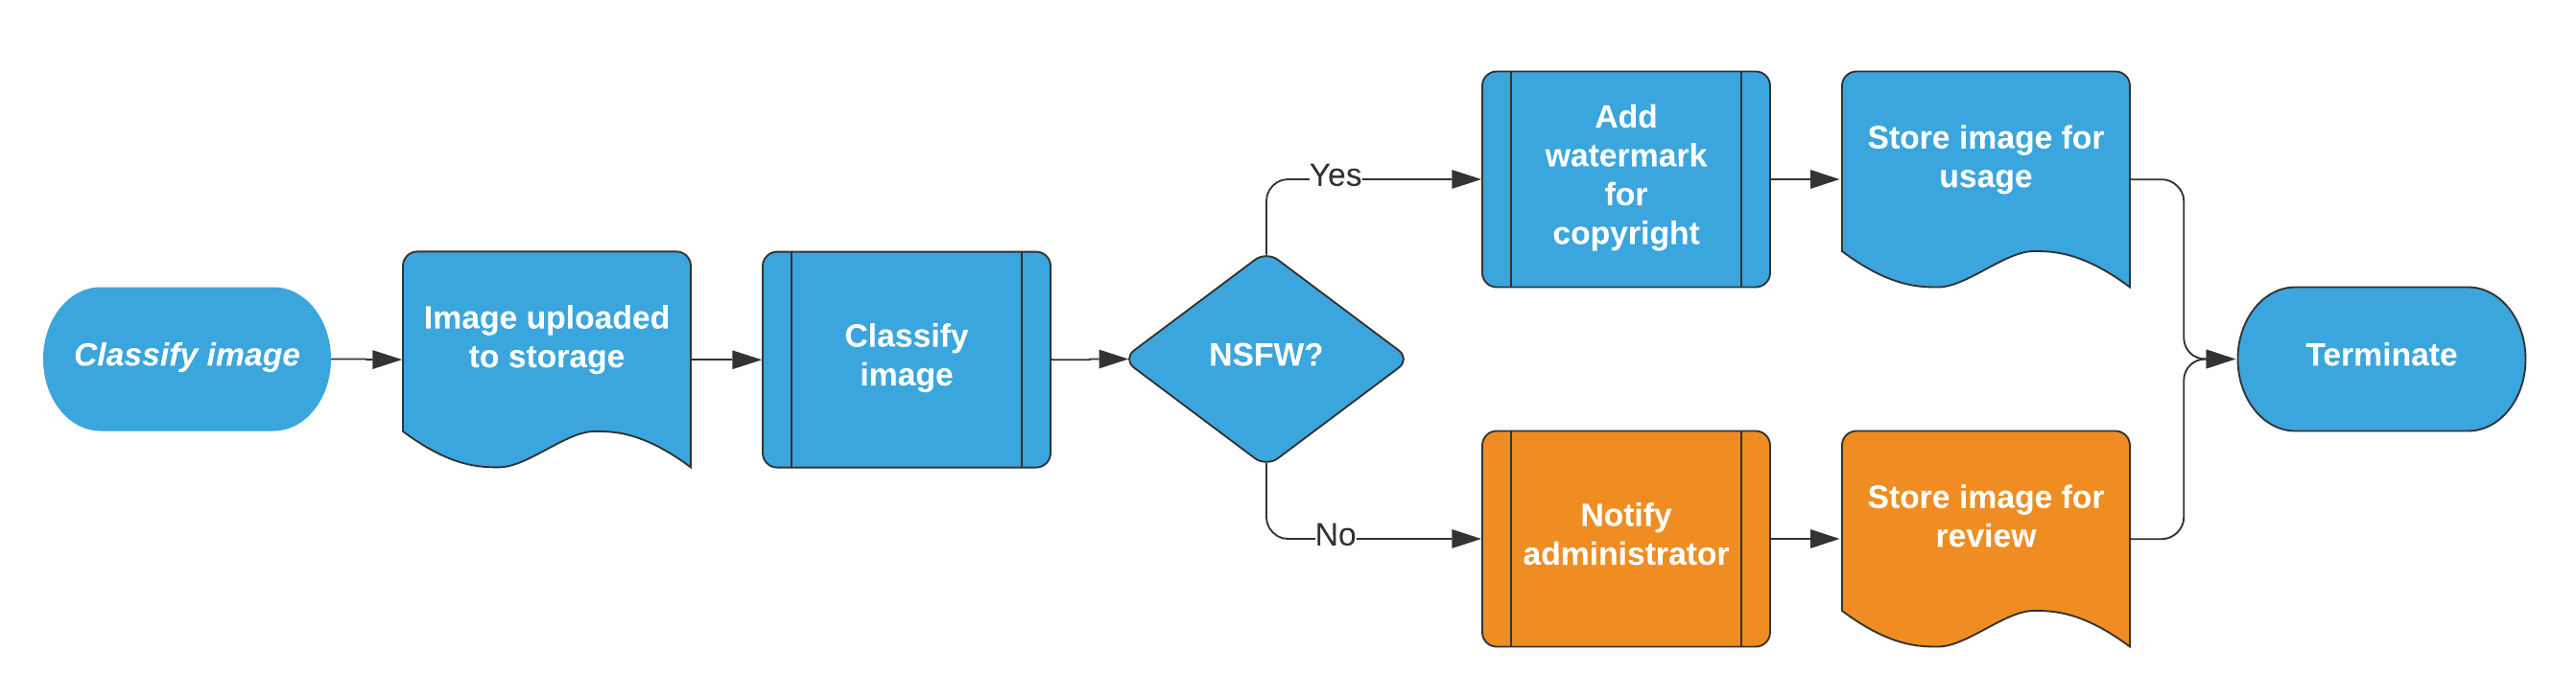 Classify image
Image uploaded
to storage
Classify
image
NSFW?
Yes
Add
watermark
for
copyright
Store image for
usage
No
Notify
administrator
Store image for
review
Terminate